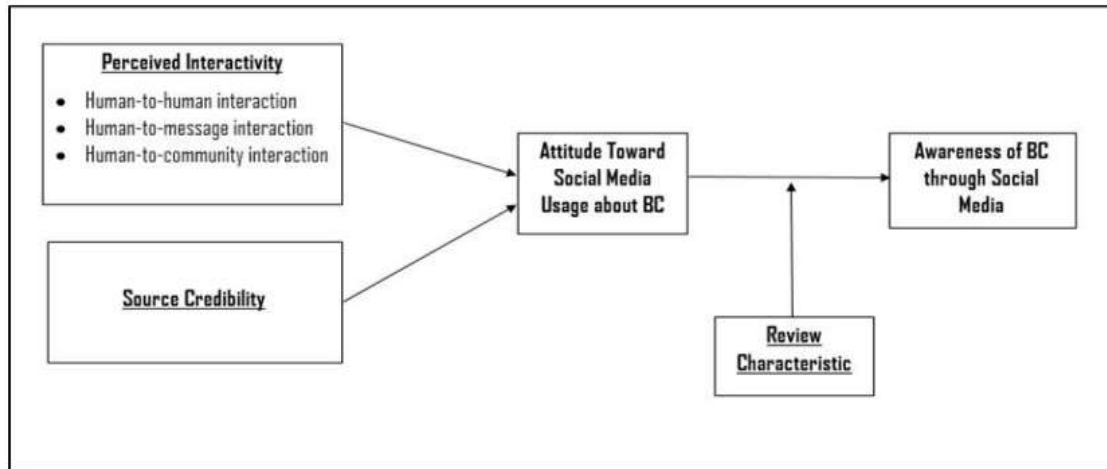 Perceived Interactivity
• Human-to-human interaction
• Human-to-message interaction
• Human-to-community interaction
Source Credibility
Attitude Toward
Social Media
Usage about BC
Awareness of BC
through Social
Media
Review
Characteristic